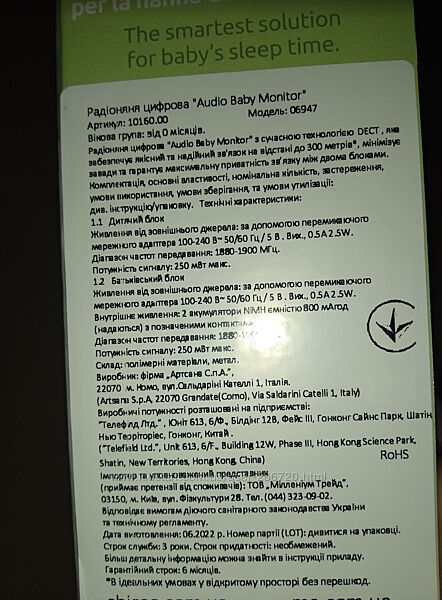 per la nanna
The smartest solution
for baby's sleep time.
Радіоняня цифрова "Audio Baby Monitor"
Артикул: 10160.00 Модель: 06947
Вікова група: від 0 місяців.
Радіоняня цифрова "Audio Baby Monitor" з сучасною технологією DECT , яка
забезпечує якісний та надійний зв'язок на відстані до 300 метрів*, мінімізує
завади та гарантує максимальну приватність зв'язку між двома блоками.
Комплектація, основні властивості, номінальна кількість, застереження,
умови використання, умови зберігання, та умови утилізації:
див. інструкцію/упаковку. Технічні характеристики:
1.1 Дитячий блок
Живлення від зовнішнього джерела: за допомогою перемикаючого
мережного адаптера 100-240 В~ 50/60 Гц / 5 В . Вих., 0.5А 2.5W.
Діапазон частот передавання: 1880-1900 МГц.
Потужність сигналу: 250 мВт макс.
1.2 Батьківський блок
Живлення від зовнішнього джерела: за допомогою перемикаючого
мережного адаптера 100-240 В~ 50/60 Гц / 5 В . Вих., 0.5А 2.5W.
Внутрішнє живлення: 2 акумулятори NiMH ємністю 800 мАгод
(надаються) з позначеними контактами
Діапазон частот передавання:
Потужність сигналу: 250 мВт макс.
Склад: полімерні матеріали, метал.
Виробник: фірма „Артсана С.п.А.",
22070 м. Комо, вул.Сальдаріні Кателлі 1, Італія.
(Artsana S.p.A, 22070 Grandate(Como), Via Saldarini Catelli 1, Italy)
Виробничі потужності розташовані на підприємстві:
"Телефілд Лтд." , Юніт 613, 6/Ф., Білдінг 12В, Фейс III, Гонконг Сайнс Парк, Шатін,
Нью Терріторіес, Гонконг, Китай .
("Telefield Ltd.", Unit 613, 6/F., Building 12W, Phase III, Hong Kong Science Park,
Shatin, New Territories, Hong Kong, China)
RoHS
Імпортер та уповноважений представник
(приймає претензії від споживачів): ТОВ „Мілленіум Трейд",
03150, м. Київ, вул. Фізкультури 28. Тел. (044) 323-09-02.
Відповідає вимогам діючого санітарного законодавства України
та технічному регламенту.
Дата виготовлення: 06.2022 р. Номер партії (LOT): дивитися на упаковці.
Строк служби: 3 роки. Строк придатності: необмежений.
Більш детальну інформацію можна знайти в інструкції приладу.
Гарантійний строк: 6 місяців.
*В ідеальних умовах у відкритому просторі без перешкод.